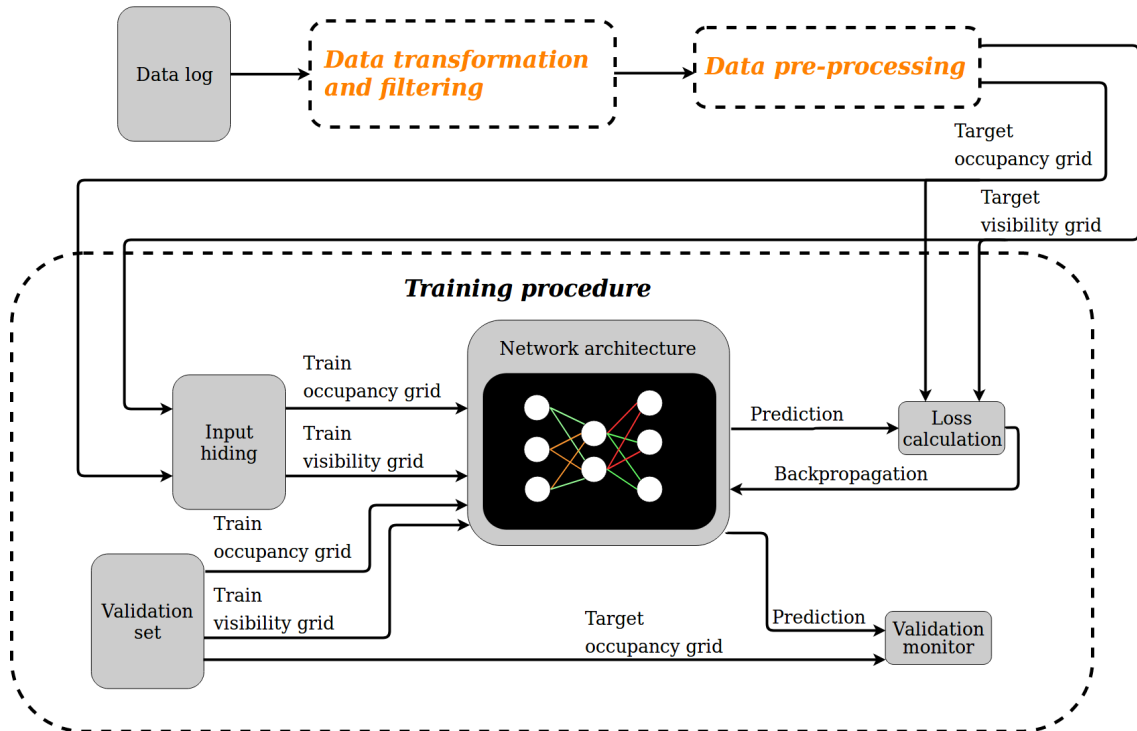 Data log
Data transformation
and filtering
Data pre-processing
Target
occupancy grid
Target
visibility grid
Training procedure
Network architecture
Train
occupancy grid
Input
hiding
Train
visibility grid
Prediction
Loss
calculation
Backpropagation
Train
occupancy grid
Validation
set
Train
visibility grid
Target
occupancy grid
Prediction
Validation
monitor